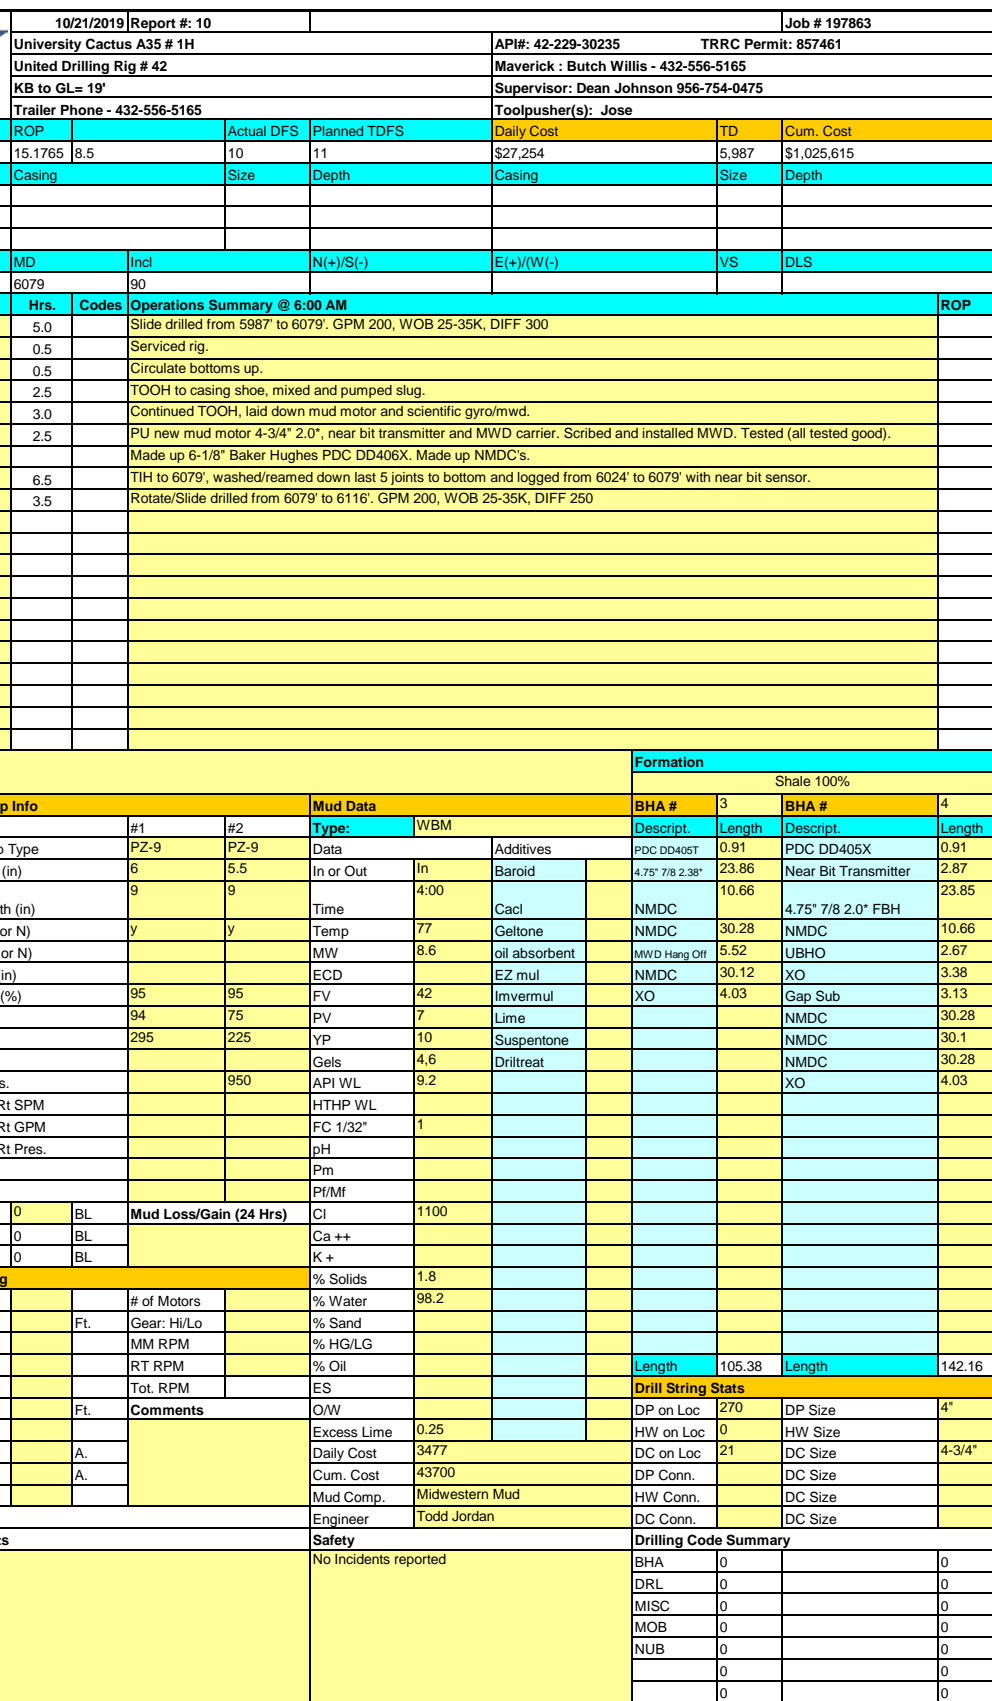 10/21/2019 Report #: 10 Job # 197863
University Cactus A35 # 1H API#: 42-229-30235 TRRC Permit: 857461
United Drilling Rig # 42 Maverick : Butch Willis - 432-556-5165
KB to GL= 19' Supervisor: Dean Johnson 956-754-0475
Trailer Phone - 432-556-5165 Toolpusher(s): Jose
ROP Actual DFS Planned TDFS Daily Cost TD Cum. Cost
15.1765 8.5 10 11 $27,254 5,987 $1,025,615
Casing Size Depth Casing Size Depth
MD Incl N(+)/S(-) E(+)/(W(-) VS DLS
6079 90
Hrs. Codes Operations Summary @ 6:00 AM ROP
5.0 Slide drilled from 5987' to 6079'. GPM 200, WOB 25-35K, DIFF 300
0.5 Serviced rig.
0.5 Circulate bottoms up.
2.5 TOOH to casing shoe, mixed and pumped slug.
3.0 Continued TOOH, laid down mud motor and scientific gyro/mwd.
2.5 PU new mud motor 4-3/4" 2.0*, near bit transmitter and MWD carrier. Scribed and installed MWD. Tested (all tested good).
Made up 6-1/8" Baker Hughes PDC DD406X. Made up NMDC's.
6.5 TIH to 6079', washed/reamed down last 5 joints to bottom and logged from 6024' to 6079' with near bit sensor.
3.5 Rotate/Slide drilled from 6079' to 6116'. GPM 200, WOB 25-35K, DIFF 250
Formation
Shale 100%
p Info Mud Data BHA # 3 BHA # 4
#1 #2 Type: WBM Descript. Length Descript. Length
o Type PZ-9 PZ-9 Data Additives PDC DD405T 0.91 PDC DD405X 0.91
(in) 6 5.5 In or Out In Baroid 4.75" 7/8 2.38* 23.86 Near Bit Transmitter 2.87
th (in) 9 9 Time 4:00 Cacl NMDC 10.66 4.75" 7/8 2.0* FBH 23.85
or N) y y Temp 77 Geltone NMDC 30.28 NMDC 10.66
or N) MW 8.6 oil absorbent MWD Hang Off 5.52 UBHO 2.67
(in) ECD EZ mul NMDC 30.12 XO 3.38
(%) 95 95 FV 42 Imvermul XO 4.03 Gap Sub 3.13
94 75 PV 7 Lime NMDC 30.28
295 225 YP 10 Suspentone NMDC 30.1
Gels 4,6 Driltreat NMDC 30.28
s. 950 API WL 9.2 XO 4.03
Rt SPM HTHP WL
Rt GPM FC 1/32" 1
Rt Pres. pH
Pm
Pf/Mf
0 BL Mud Loss/Gain (24 Hrs) Cl 1100
0 BL Ca ++
0 BL K +
g % Solids 1.8
# of Motors % Water 98.2
Ft. Gear: Hi/Lo % Sand
MM RPM % HG/LG
RT RPM % Oil Length 105.38 Length 142.16
Tot. RPM ES Drill String Stats
Ft. Comments O/W DP on Loc 270 DP Size 4"
Excess Lime 0.25 HW on Loc 0 HW Size
A. Daily Cost 3477 DC on Loc 21 DC Size 4-3/4"
A. Cum. Cost 43700 DP Conn. DC Size
Mud Comp. Midwestern Mud HW Conn. DC Size
Engineer Todd Jordan DC Conn. DC Size
ts Safety Drilling Code Summary
No Incidents reported BHA 0 0
DRL 0 0
MISC 0 0
MOB 0 0
NUB 0 0
0 0
0 0